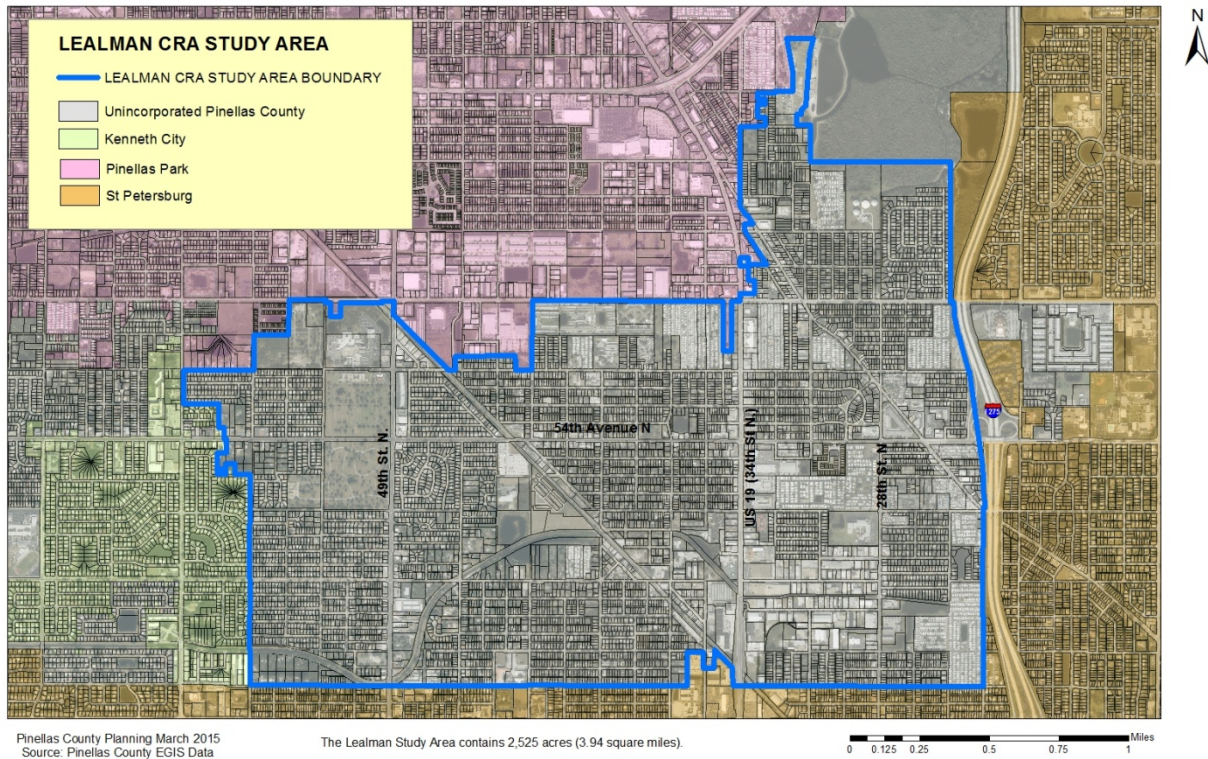 LEALMAN CRA STUDY AREA
LEALMAN CRA STUDY AREA BOUNDARY
Unincorporated Pinellas County
Kenneth City
Pinellas Park
St Petersburg
N
54th Avenue N
49th St. N.
US 19 (34th St N.)
28th St. N
275
Pinellas County Planning March 2015
Source: Pinellas County EGIS Data
The Lealman Study Area contains 2,525 acres (3.94 square miles).
Miles
0 0.125 0.25 0.5 0.75 1